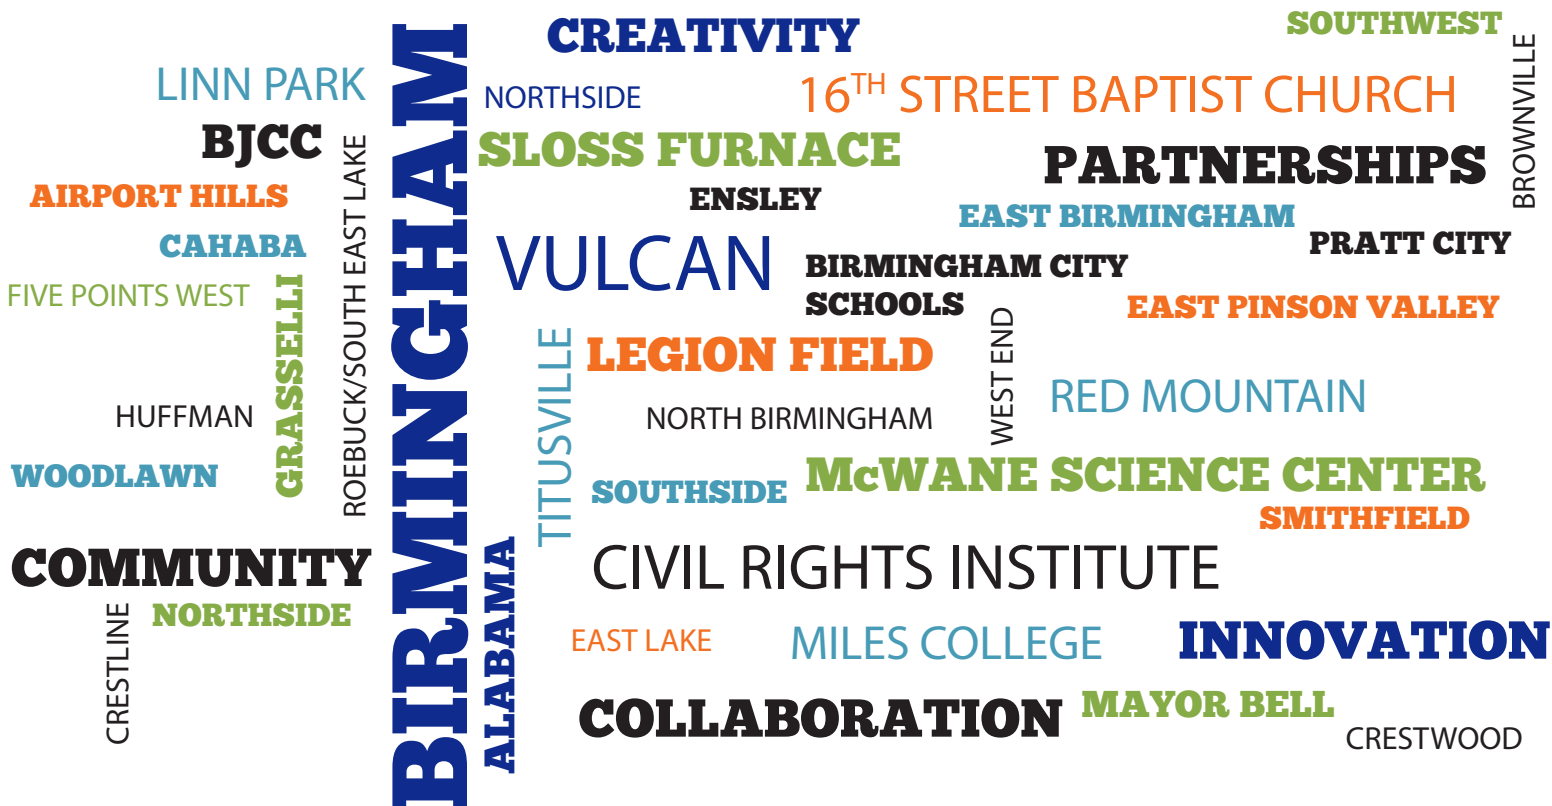 CREATIVITY
SOUTHWEST
LINN PARK
NORTHSIDE
16TH STREET BAPTIST CHURCH
BROWNVILLE
BJCC
SLOSS FURNACE
PARTNERSHIPS
AIRPORT HILLS
ROEBUCK/SOUTH EAST LAKE
BIRMINGHAM
ENSLEY
EAST BIRMINGHAM
CAHABA
VULCAN
PRATT CITY
BIRMINGHAM CITY
SCHOOLS
FIVE POINTS WEST
GRASSELLI
EAST PINSON VALLEY
TITUSVILLE
LEGION FIELD
WEST END
RED MOUNTAIN
HUFFMAN
NORTH BIRMINGHAM
WOODLAWN
SOUTHSIDE
McWANE SCIENCE CENTER
SMITHFIELD
COMMUNITY
ALABAMA
CIVIL RIGHTS INSTITUTE
CRESTLINE
NORTHSIDE
EAST LAKE
MILES COLLEGE
INNOVATION
COLLABORATION
MAYOR BELL
CRESTWOOD